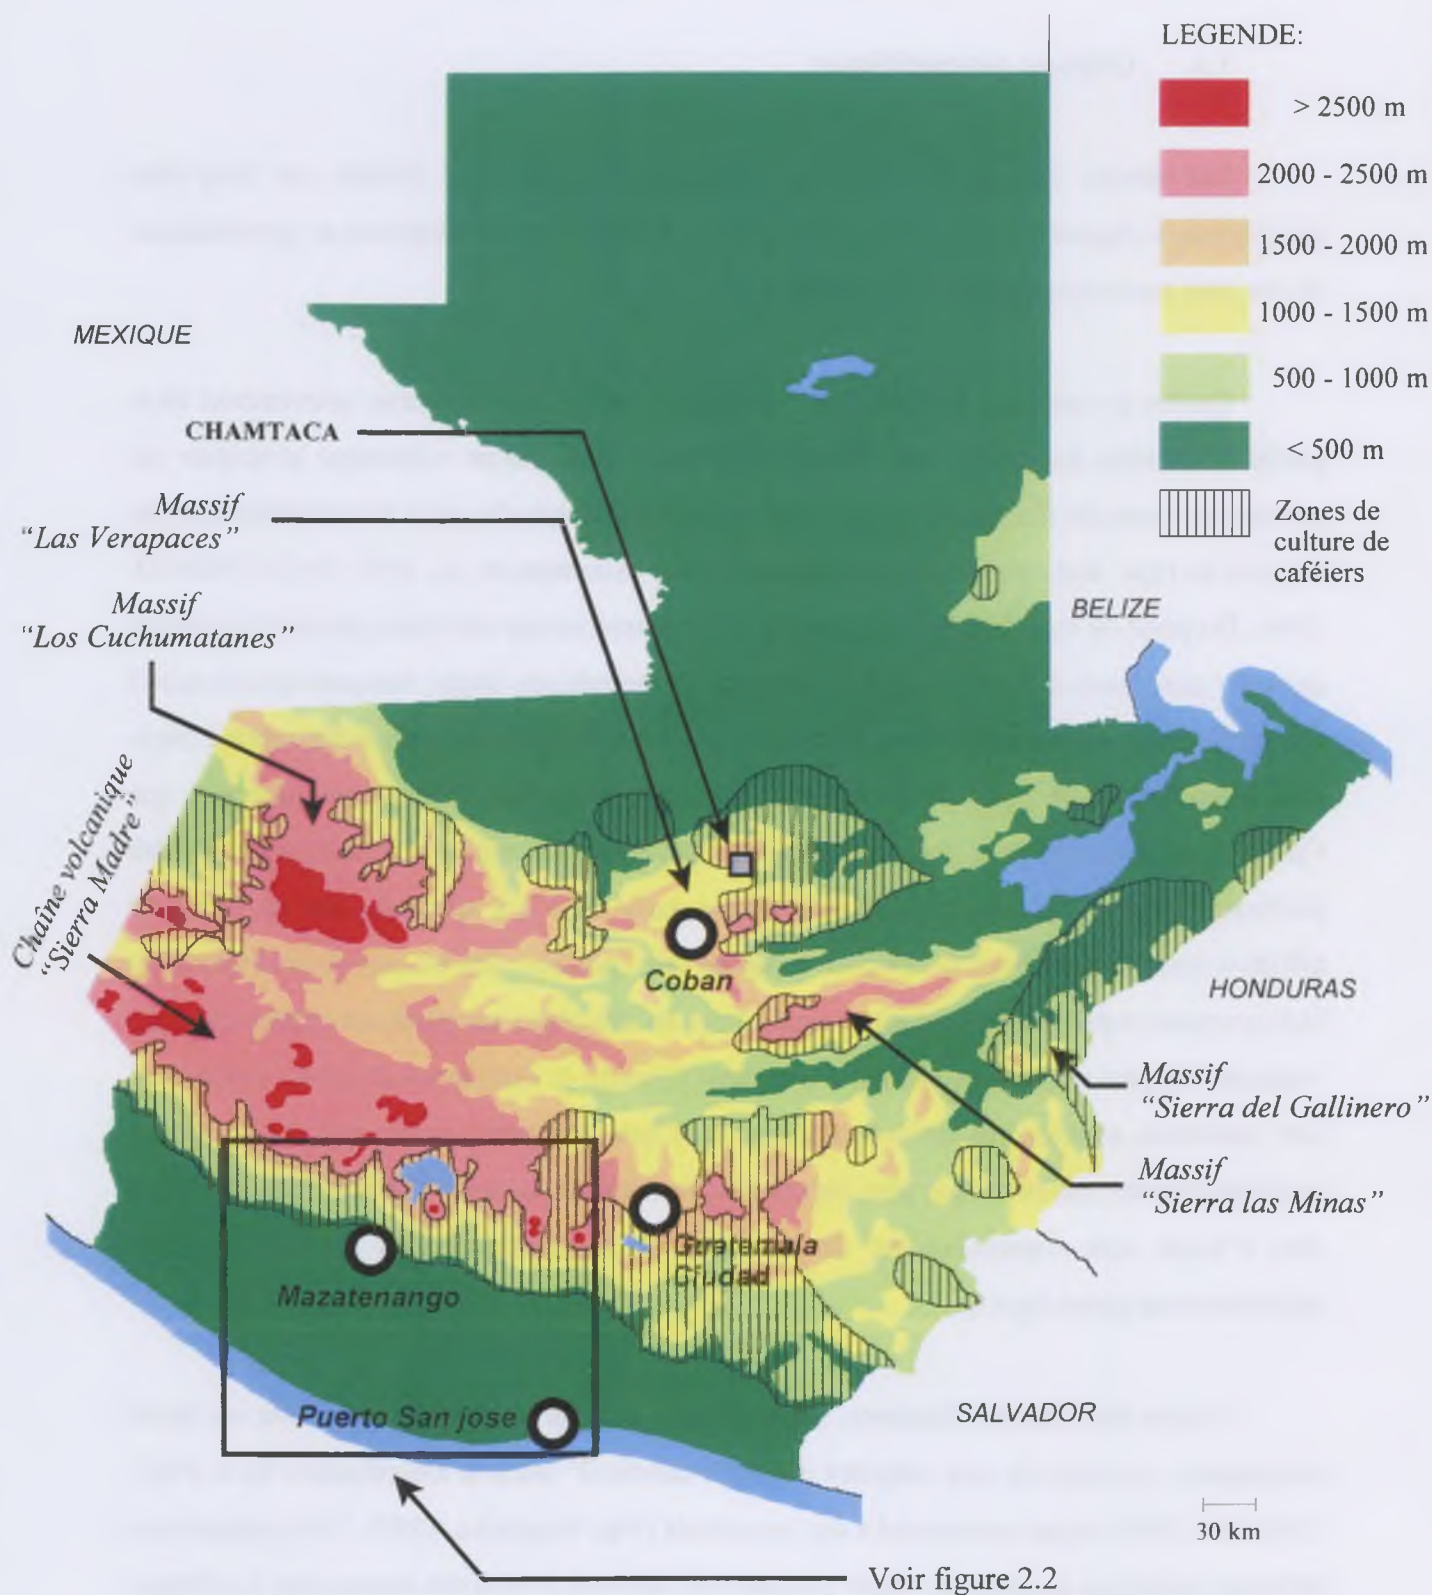 LEGENDE:
> 2500 m
2000 - 2500 m
1500 - 2000 m
1000 - 1500 m
500 - 1000 m
< 500 m
Zones de
culture de
caféiers
MEXIQUE
CHAMTACA
Massif
“Las Verapaces”
Massif
“Los Cuchumatanes”
Chaîne volcanique
“Sierra Madre”
BELIZE
Coban
HONDURAS
Massif
“Sierra del Gallinero”
Massif
“Sierra las Minas”
Guatemala
Ciudad
Mazatenango
Puerto San jose
SALVADOR
30 km
Voir figure 2.2